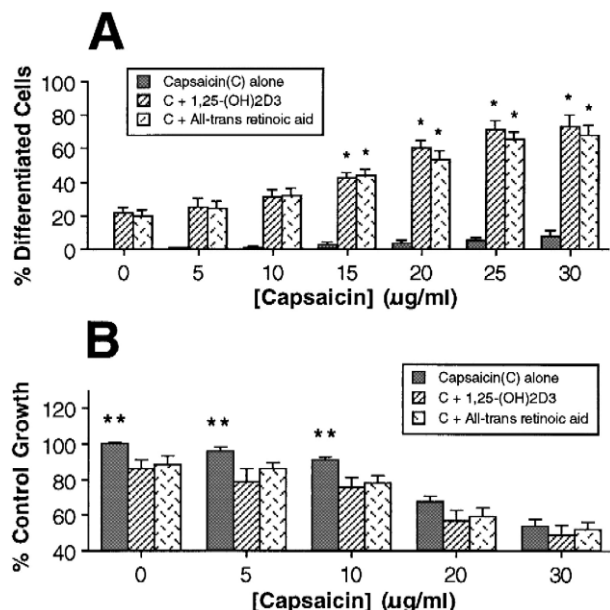 A
100
80
60
40
20
0
% Differentiated Cells
Capsaicin(C) alone
C + 1,25-(OH)2D3
C + All-trans retinoic aid
* *
* *
* *
* *
0 5 10 15 20 25 30
[Capsaicin] (µg/ml)
B
120
100
80
60
40
% Control Growth
Capsaicin(C) alone
C + 1,25-(OH)2D3
C + All-trans retinoic aid
** ** **
0 5 10 20 30
[Capsaicin] (µg/ml)